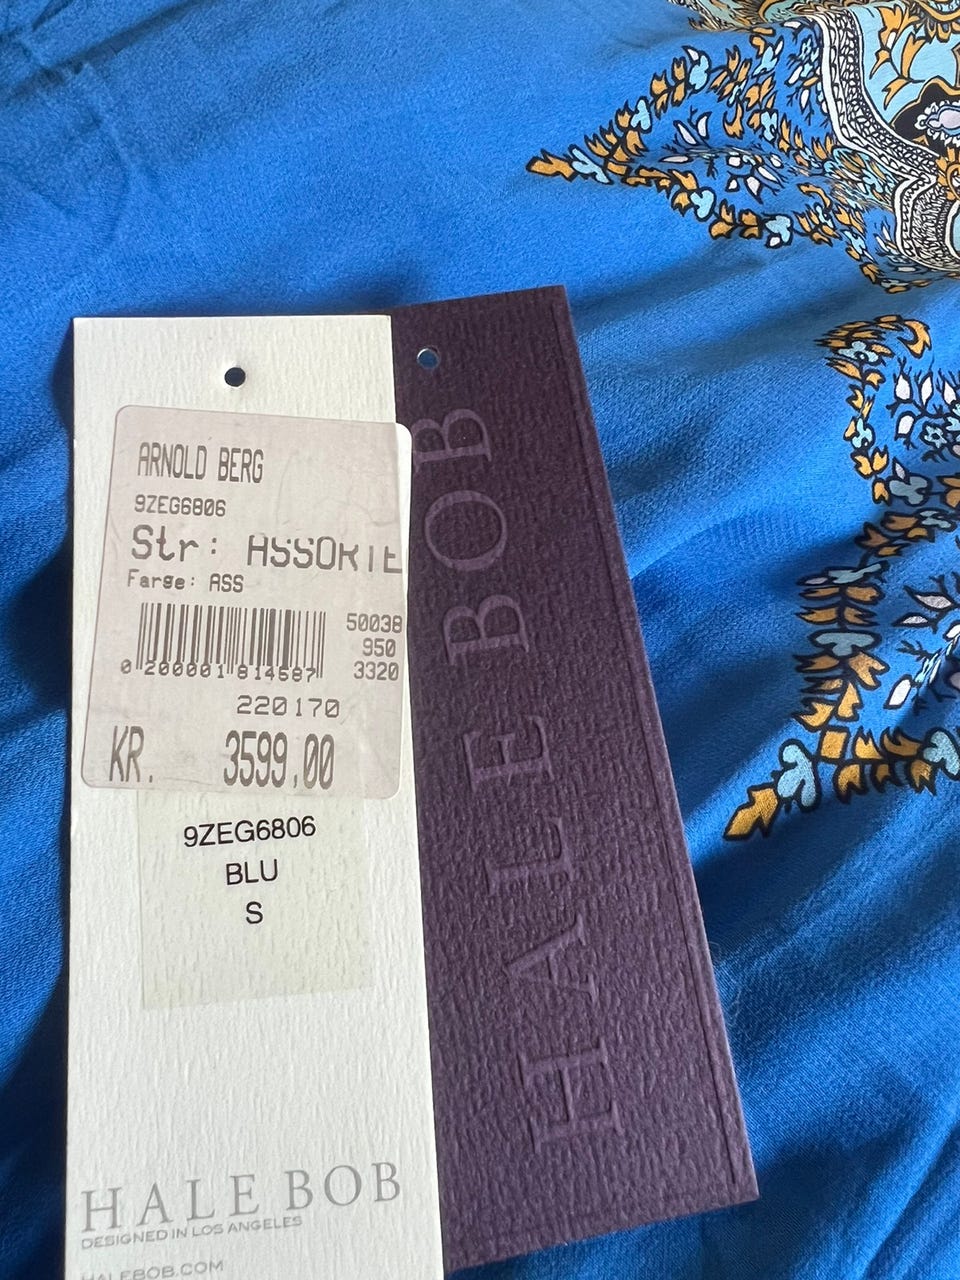 ARNOLD BERG
9ZEG6806
Str: ASSORTE
Farge: ASS
50038
950
0 200001 814587 3320
220170
KR. 3599.00
9ZEG6806
BLU
S
HALE BOB
DESIGNED IN LOS ANGELES
HALEBOB.COM
HALE BOB